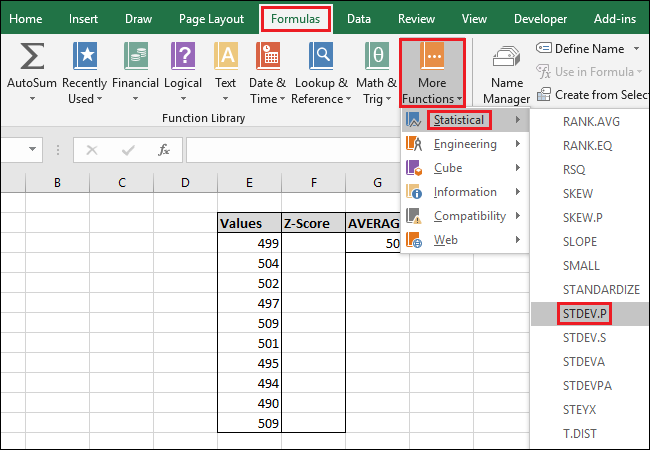 Home Insert Draw Page Layout Formulas Data Review View Developer Add-ins
AutoSum Recently Used Financial Logical Text Date & Time Lookup & Reference Math & Trig More Functions Name Manager
Define Name
Use in Formula
Create from Selec
Function Library
Statistical
Engineering
Cube
Information
Compatibility
Web
RANK.AVG
RANK.EQ
RSQ
SKEW
SKEW.P
SLOPE
SMALL
STANDARDIZE
STDEV.P
STDEV.S
STDEVA
STDEVPA
STEYX
T.DIST
fx
B C D E F G
Values Z-Score AVERAG
499 50
504
502
497
509
501
495
494
490
509